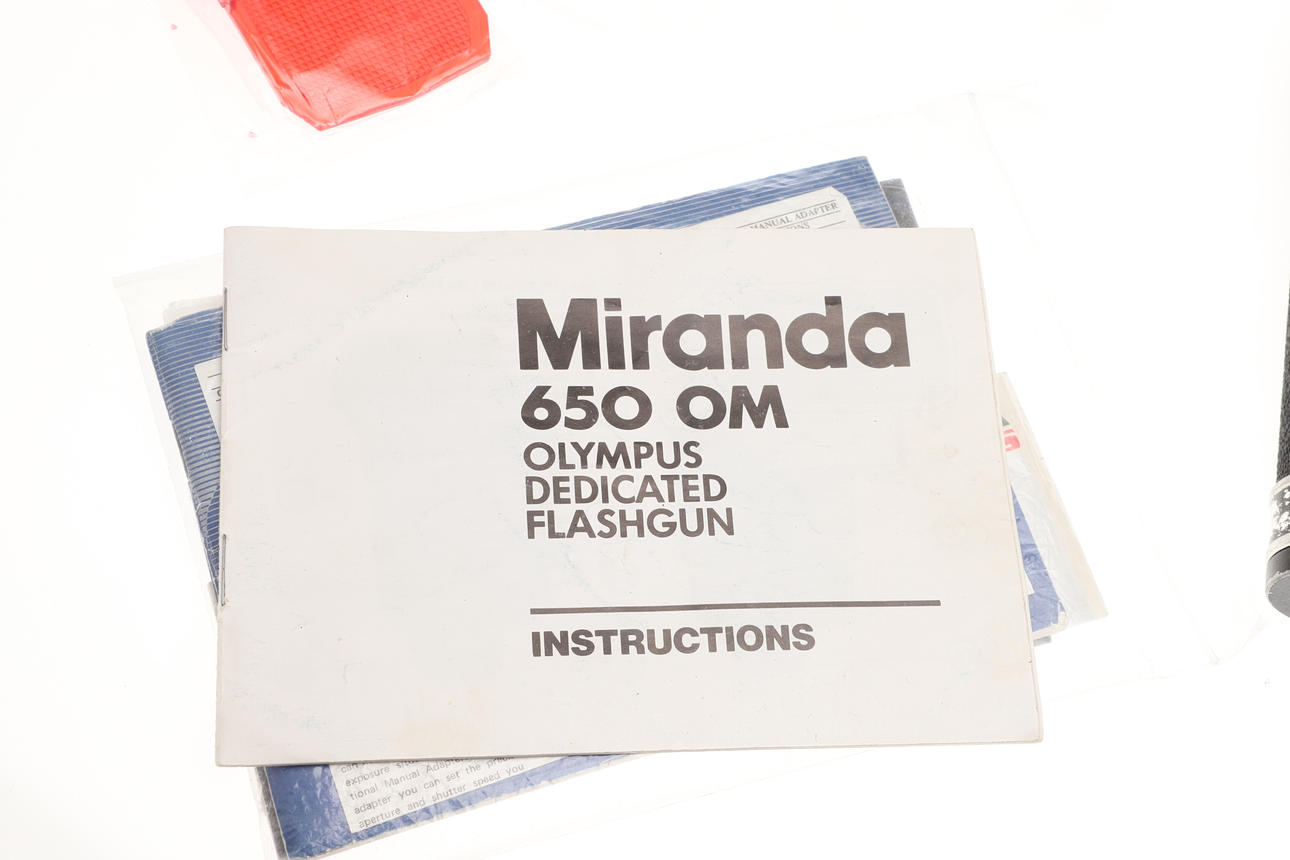 MANUAL ADAPTER
Miranda
650 OM
OLYMPUS
DEDICATED
FLASHGUN
INSTRUCTIONS
can
exposure
tional Manual Adapter
adapter you can set the
aperture and shutter speed you